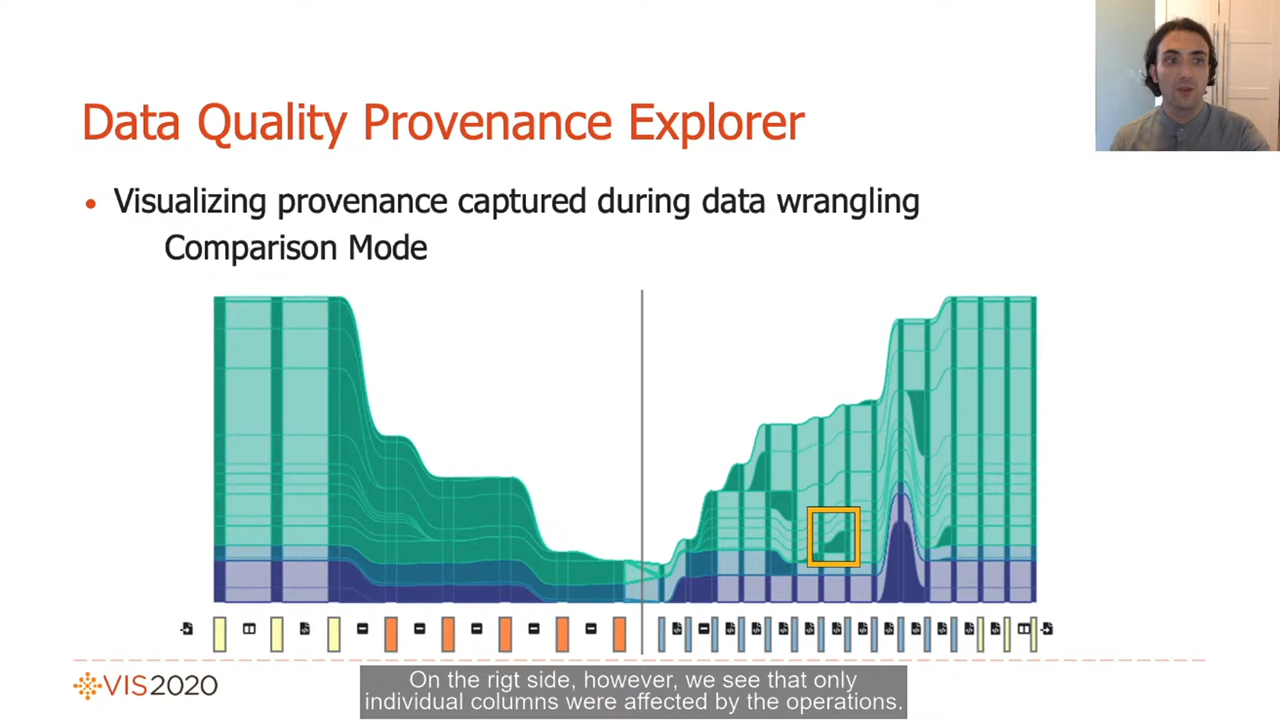 Data Quality Provenance Explorer
• Visualizing provenance captured during data wrangling
Comparison Mode
VIS2020
On the rigt side, however, we see that only
individual columns were affected by the operations.